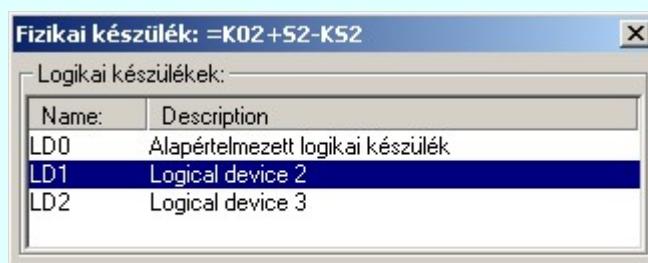 Fizikai készülék: =K02+S2-KS2
Logikai készülékek:
Name: Description
LD0 Alapértelmezett logikai készülék
LD1 Logical device 2
LD2 Logical device 3